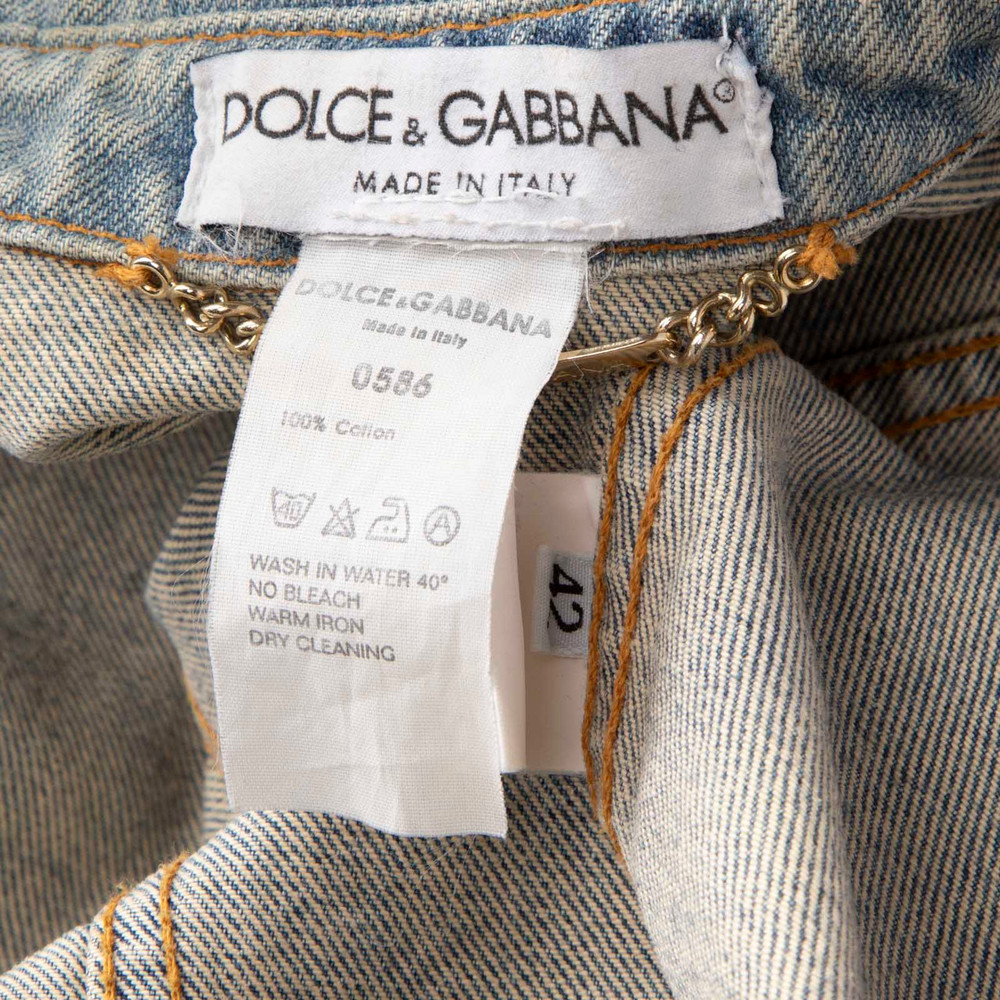 DOLCE & GABBANA®
MADE IN ITALY
DOLCE & GABBANA
Made in Italy
0586
100% Cotton
40 A
WASH IN WATER 40°
NO BLEACH
WARM IRON
DRY CLEANING
42